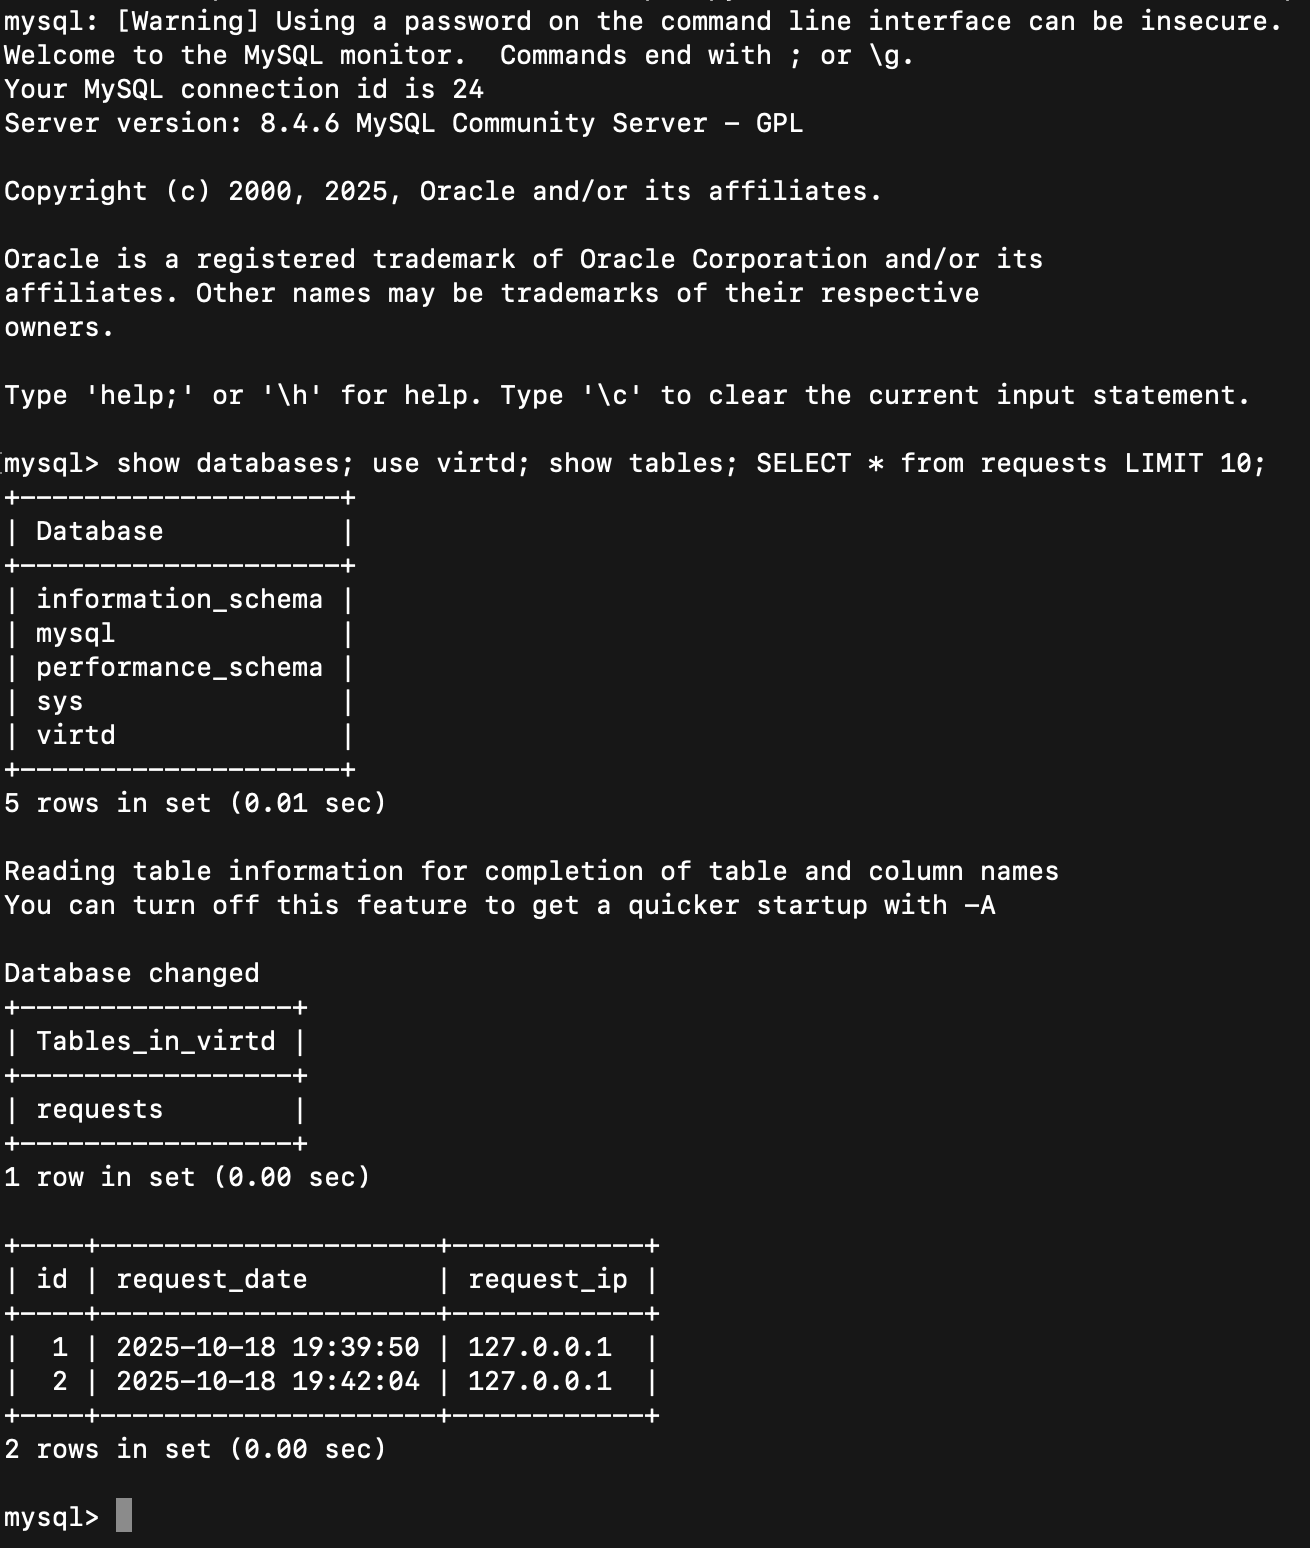 mysql: [Warning] Using a password on the command line interface can be insecure.
Welcome to the MySQL monitor.  Commands end with ; or \g.
Your MySQL connection id is 24
Server version: 8.4.6 MySQL Community Server - GPL

Copyright (c) 2000, 2025, Oracle and/or its affiliates.

Oracle is a registered trademark of Oracle Corporation and/or its
affiliates. Other names may be trademarks of their respective
owners.

Type 'help;' or '\h' for help. Type '\c' to clear the current input statement.

mysql> show databases; use virtd; show tables; SELECT * from requests LIMIT 10;
+--------------------+
| Database           |
+--------------------+
| information_schema |
| mysql              |
| performance_schema |
| sys                |
| virtd              |
+--------------------+
5 rows in set (0.01 sec)

Reading table information for completion of table and column names
You can turn off this feature to get a quicker startup with -A

Database changed
+-----------------+
| Tables_in_virtd |
+-----------------+
| requests        |
+-----------------+
1 row in set (0.00 sec)

+----+---------------------+------------+
| id | request_date        | request_ip |
+----+---------------------+------------+
|  1 | 2025-10-18 19:39:50 | 127.0.0.1  |
|  2 | 2025-10-18 19:42:04 | 127.0.0.1  |
+----+---------------------+------------+
2 rows in set (0.00 sec)

mysql>